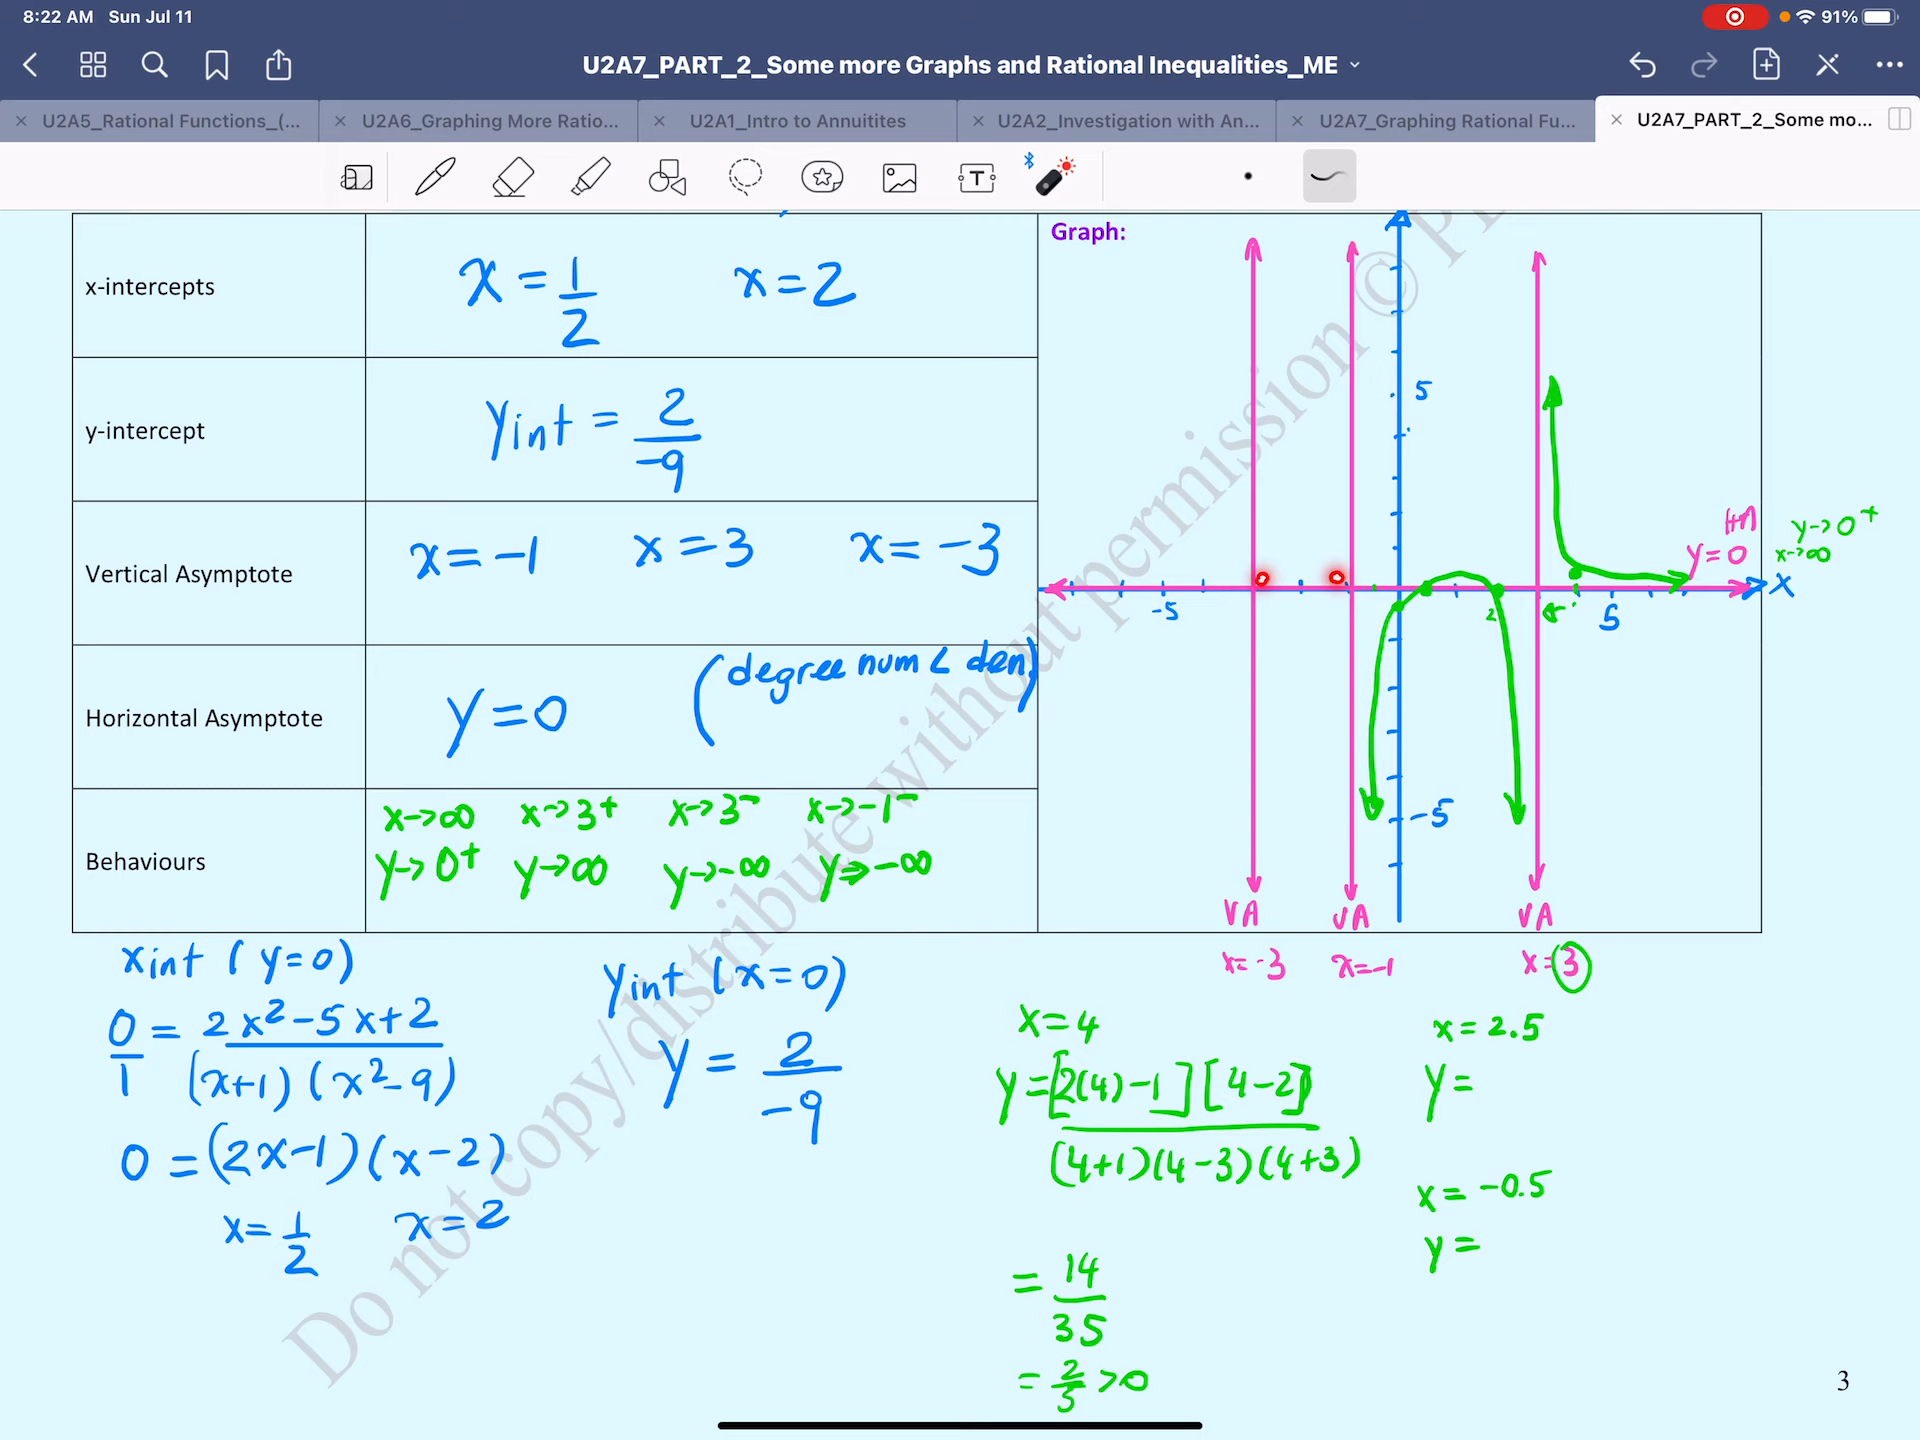 8:22 AM Sun Jul 11
91%
U2A7_PART_2_Some more Graphs and Rational Inequalities_ME
U2A5_Rational Functions_(...
U2A6_Graphing More Ratio...
U2A1_Intro to Annuitites
U2A2_Investigation with An...
U2A7_Graphing Rational Fu...
U2A7_PART_2_Some mo...
x-intercepts
x = 1/2 x = 2
y-intercept
yint = 2/-9
Vertical Asymptote
x = -1 x = 3 x = -3
Horizontal Asymptote
y = 0 (degree num < den)
Behaviours
x→∞ x→3⁺ x→3⁻ x→-1⁻
y→0⁺ y→∞ y→-∞ y→-∞
Graph:
5
y→0⁺
y=0 x→∞
-5 2 5 x
-5
VA VA VA
x=-3 x=-1 x=3
xint (y=0)
0/1 = 2x²-5x+2/(x+1)(x²-9)
0 = (2x-1)(x-2)
x = 1/2 x = 2
yint (x=0)
y = 2/-9
x=4
y = [2(4)-1][4-2]/(4+1)(4-3)(4+3)
= 14/35
= 2/5 >0
x = 2.5
y =
x = -0.5
y =
Do not copy/distribute without permission ©
3